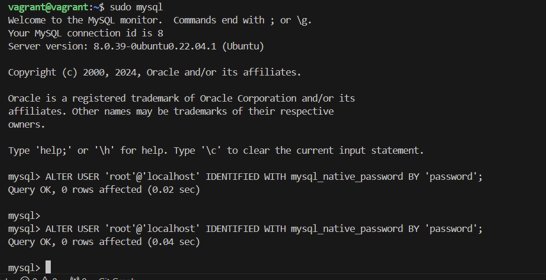 vagrant@vagrant:~$ sudo mysql
Welcome to the MySQL monitor.  Commands end with ; or \g.
Your MySQL connection id is 8
Server version: 8.0.39-0ubuntu0.22.04.1 (Ubuntu)
Copyright (c) 2000, 2024, Oracle and/or its affiliates.
Oracle is a registered trademark of Oracle Corporation and/or its
affiliates. Other names may be trademarks of their respective
owners.
Type 'help;' or '\h' for help. Type '\c' to clear the current input statement.
mysql> ALTER USER 'root'@'localhost' IDENTIFIED WITH mysql_native_password BY 'password';
Query OK, 0 rows affected (0.02 sec)
mysql>
mysql> ALTER USER 'root'@'localhost' IDENTIFIED WITH mysql_native_password BY 'password';
Query OK, 0 rows affected (0.04 sec)
mysql>